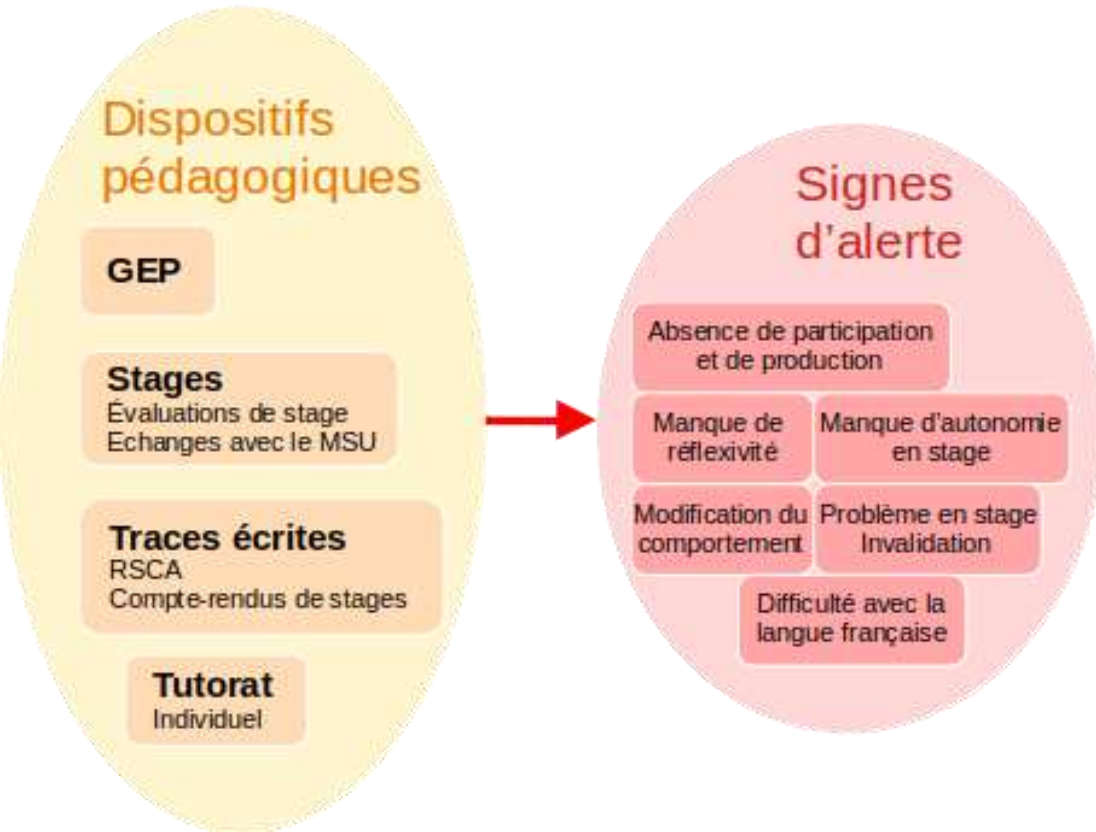 Dispositifs
pédagogiques
GEP
Stages
Évaluations de stage
Echanges avec le MSU
Traces écrites
RSCA
Compte-rendus de stages
Tutorat
Individuel
Signes
d'alerte
Absence de participation
et de production
Manque de
réflexivité
Manque d'autonomie
en stage
Modification du
comportement
Problème en stage
Invalidation
Difficulté avec la
langue française